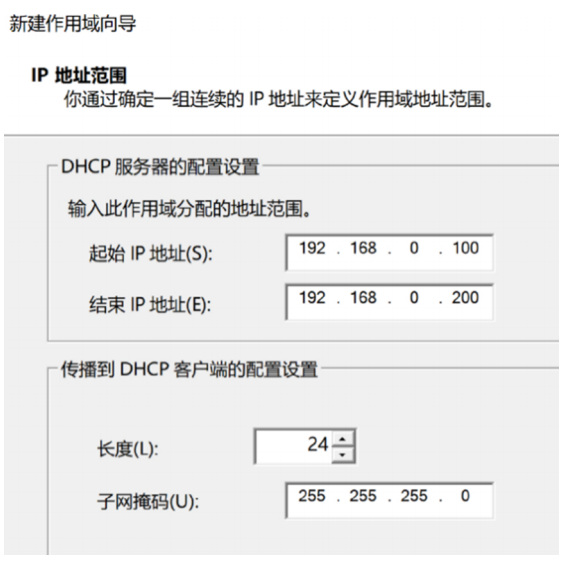 新建作用域向导
IP 地址范围
你通过确定一组连续的 IP 地址来定义作用域地址范围。
DHCP 服务器的配置设置
输入此作用域分配的地址范围。
起始 IP 地址(S): 192 . 168 . 0 . 100
结束 IP 地址(E): 192 . 168 . 0 . 200
传播到 DHCP 客户端的配置设置
长度(L): 24
子网掩码(U): 255 . 255 . 255 . 0